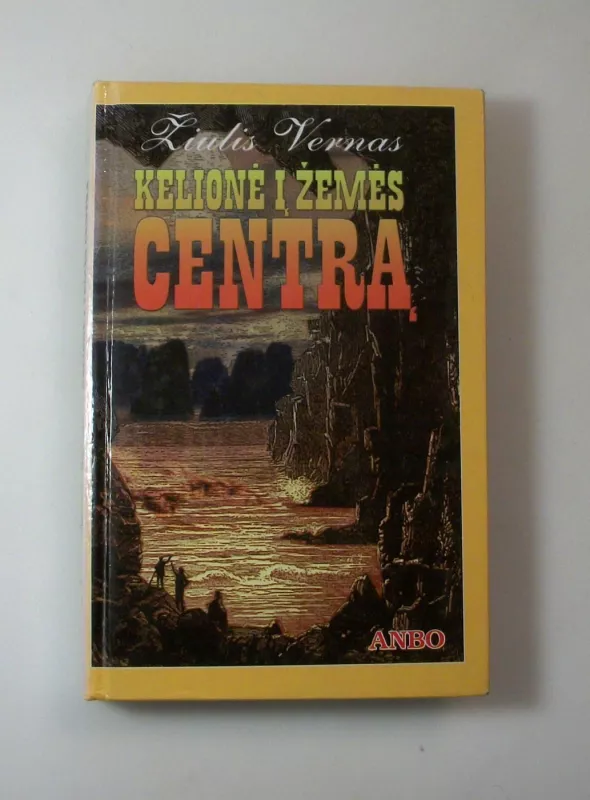 Žiulis Vernas
KELIONĖ Į ŽEMĖS
CENTRĄ
ANBO